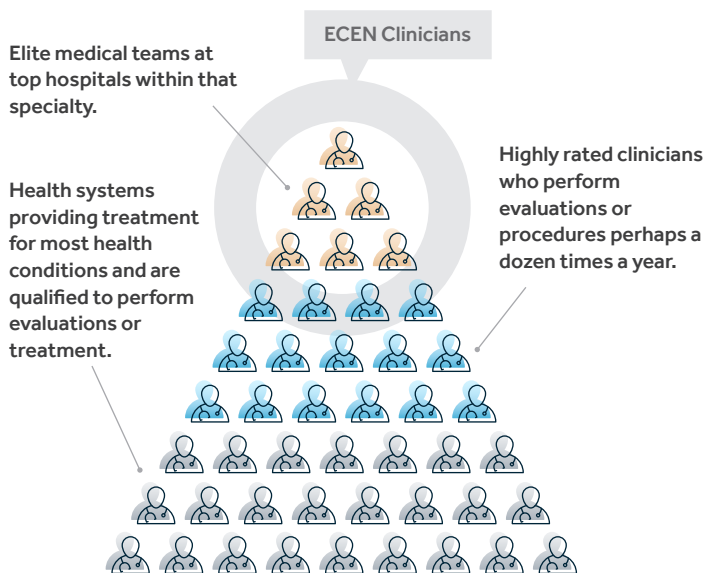 ECEN Clinicians
Elite medical teams at
top hospitals within that
specialty.
Highly rated clinicians
who perform
evaluations or
procedures perhaps a
dozen times a year.
Health systems
providing treatment
for most health
conditions and are
qualified to perform
evaluations or
treatment.